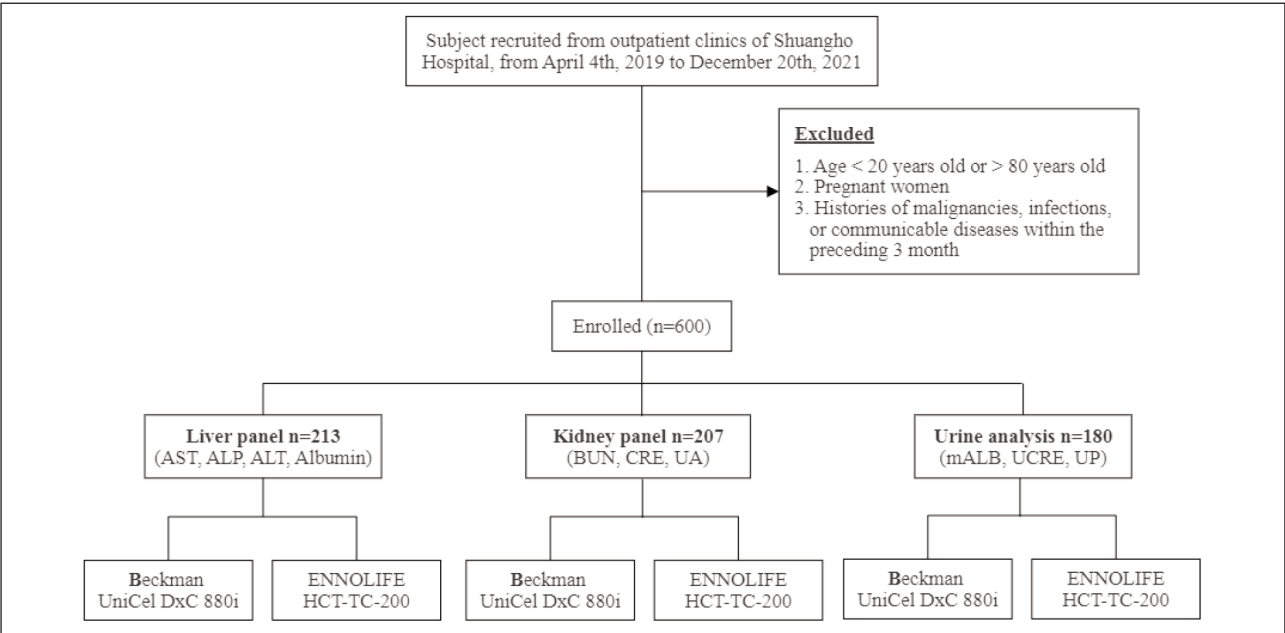 Subject recruited from outpatient clinics of Shuangho
Hospital, from April 4th, 2019 to December 20th, 2021
Excluded
1. Age < 20 years old or > 80 years old
2. Pregnant women
3. Histories of malignancies, infections,
or communicable diseases within the
preceding 3 month
Enrolled (n=600)
Liver panel n=213
(AST, ALP, ALT, Albumin)
Kidney panel n=207
(BUN, CRE, UA)
Urine analysis n=180
(mALB, UCRE, UP)
Beckman
UniCel DxC 880i
ENNOLIFE
HCT-TC-200
Beckman
UniCel DxC 880i
ENNOLIFE
HCT-TC-200
Beckman
UniCel DxC 880i
ENNOLIFE
HCT-TC-200